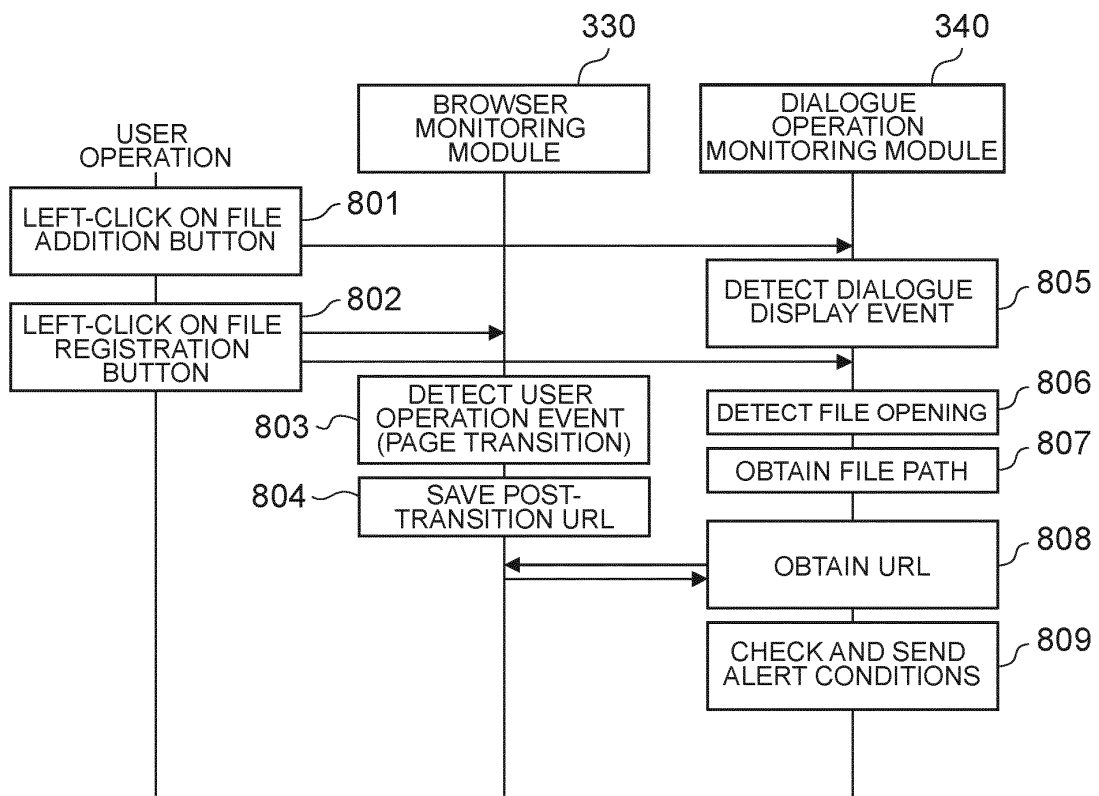 330
340
BROWSER
MONITORING
MODULE
DIALOGUE
OPERATION
MONITORING MODULE
USER
OPERATION
LEFT-CLICK ON FILE
ADDITION BUTTON
801
DETECT DIALOGUE
DISPLAY EVENT
805
LEFT-CLICK ON FILE
REGISTRATION
BUTTON
802
DETECT USER
OPERATION EVENT
(PAGE TRANSITION)
803
DETECT FILE OPENING
806
OBTAIN FILE PATH
807
SAVE POST-
TRANSITION URL
804
OBTAIN URL
808
CHECK AND SEND
ALERT CONDITIONS
809